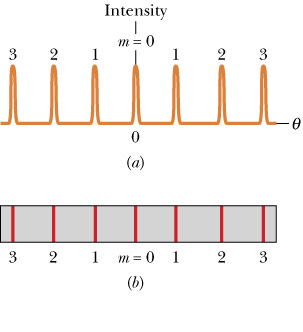 Intensity
m = 0
3 2 1 1 2 3
θ
0
(a)
3 2 1 m = 0 1 2 3
(b)